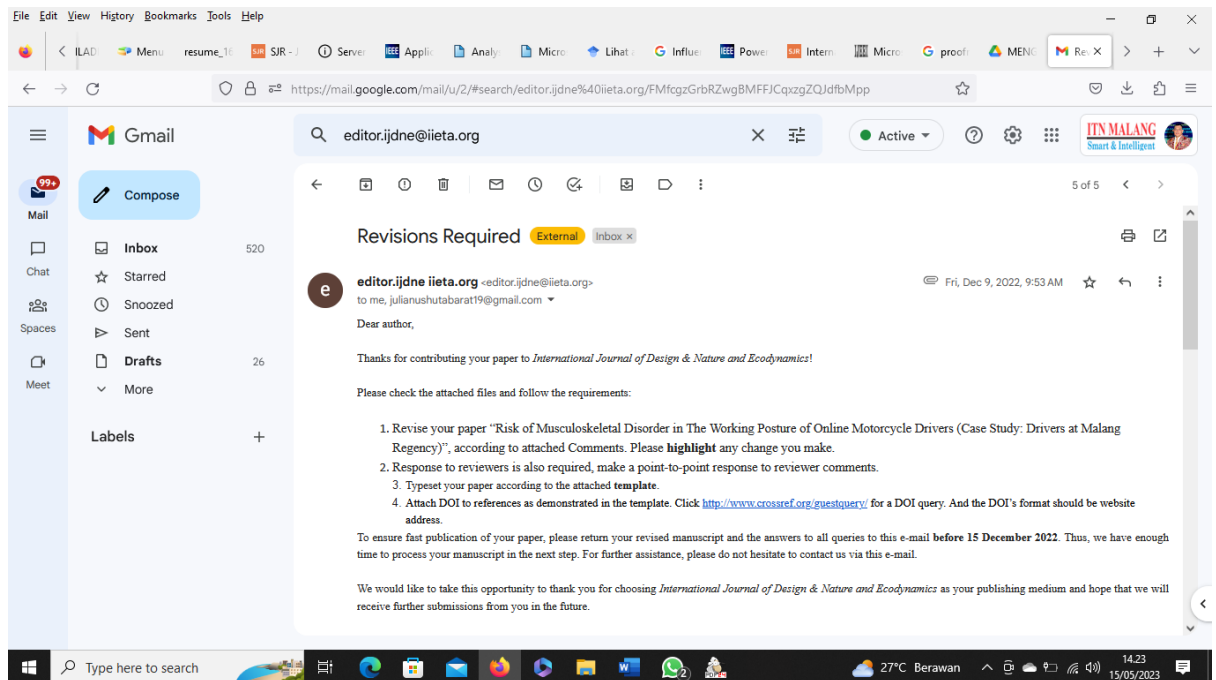 File Edit View History Bookmarks Tools Help
ILAD Menu resume_16 SJR SJR - J Server IEEE Applic Analy Micro Lihat Influe IEEE Power SJR Intern Micro proof MENG Rev
https://mail.google.com/mail/u/2/#search/editor.ijdne%40iieta.org/FMfcgzGrbRZwgBMFFJCqxzgZQJdfbMpp
Gmail
editor.ijdne@iieta.org
Active
ITN MALANG
Smart & Intelligent
99+
Mail
Chat
Spaces
Meet
Compose
Inbox 520
Starred
Snoozed
Sent
Drafts 26
More
Labels
5 of 5
Revisions Required External Inbox ×
e
editor.ijdne iieta.org <editor.ijdne@iieta.org>
Fri, Dec 9, 2022, 9:53 AM
to me, julianushutabarat19@gmail.com
Dear author,
Thanks for contributing your paper to International Journal of Design & Nature and Ecodynamics!
Please check the attached files and follow the requirements:
1. Revise your paper “Risk of Musculoskeletal Disorder in The Working Posture of Online Motorcycle Drivers (Case Study: Drivers at Malang
Regency)”, according to attached Comments. Please highlight any change you make.
2. Response to reviewers is also required, make a point-to-point response to reviewer comments.
3. Typeset your paper according to the attached template.
4. Attach DOI to references as demonstrated in the template. Click http://www.crossref.org/guestquery/ for a DOI query. And the DOI’s format should be website
address.
To ensure fast publication of your paper, please return your revised manuscript and the answers to all queries to this e-mail before 15 December 2022. Thus, we have enough
time to process your manuscript in the next step. For further assistance, please do not hesitate to contact us via this e-mail.
We would like to take this opportunity to thank you for choosing International Journal of Design & Nature and Ecodynamics as your publishing medium and hope that we will
receive further submissions from you in the future.
Type here to search
27°C Berawan
14.23
15/05/2023